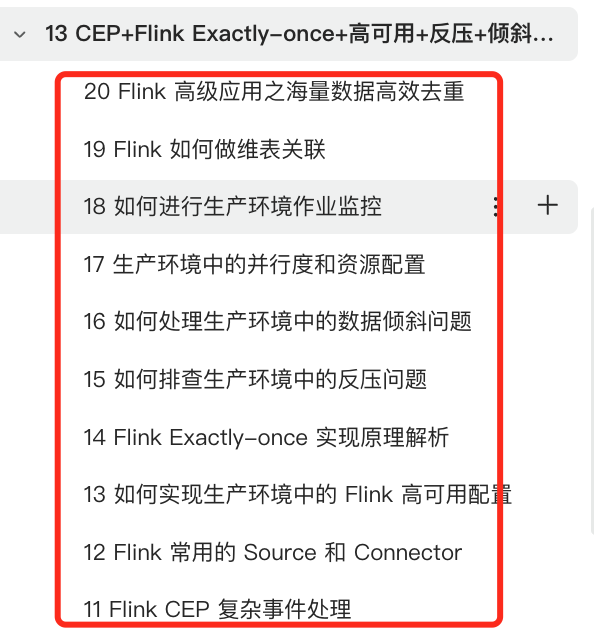 13 CEP+Flink Exactly-once+高可用+反压+倾斜...
20 Flink 高级应用之海量数据高效去重
19 Flink 如何做维表关联
18 如何进行生产环境作业监控
17 生产环境中的并行度和资源配置
16 如何处理生产环境中的数据倾斜问题
15 如何排查生产环境中的反压问题
14 Flink Exactly-once 实现原理解析
13 如何实现生产环境中的 Flink 高可用配置
12 Flink 常用的 Source 和 Connector
11 Flink CEP 复杂事件处理